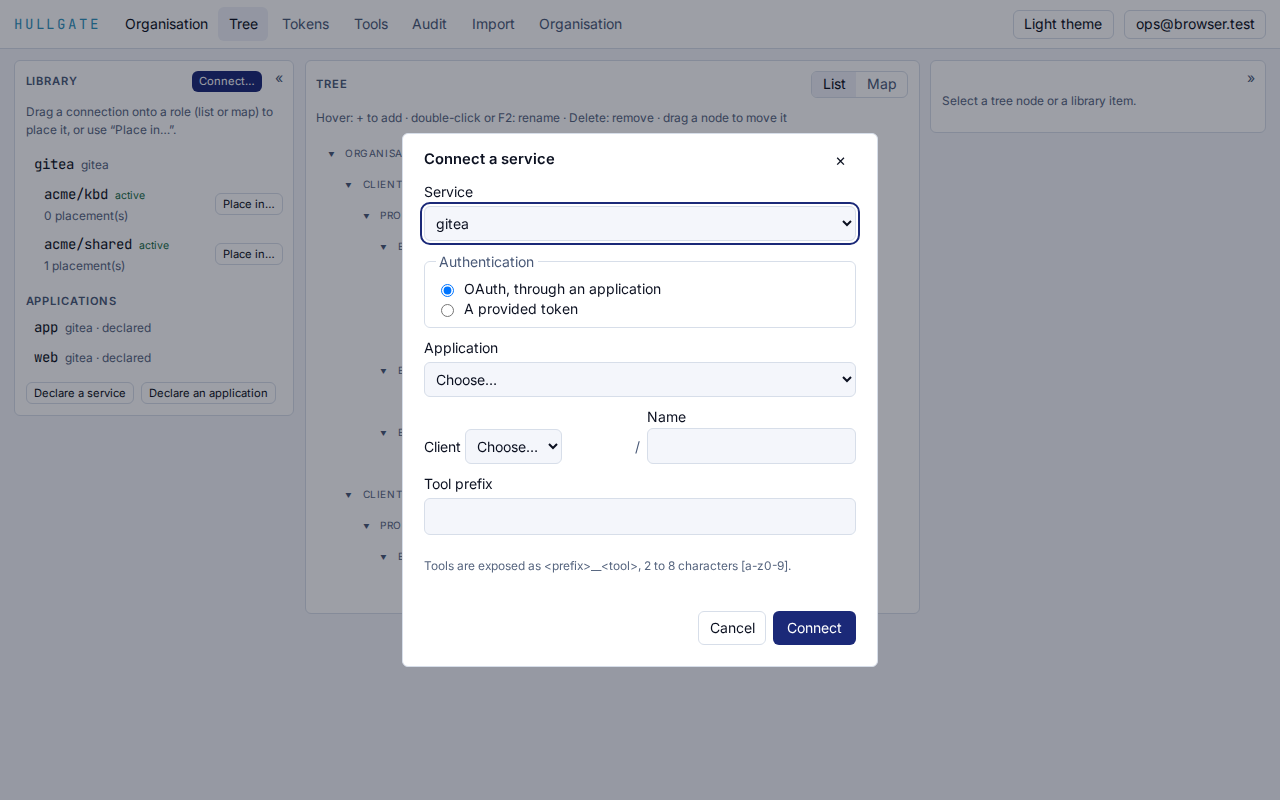 HULLGATE Organisation Tree Tokens Tools Audit Import Organisation Light theme ops@browser.test
LIBRARY Connect... «
Drag a connection onto a role (list or map) to
place it, or use “Place in...”.
gitea gitea
acme/kbd active
0 placement(s)
Place in...
acme/shared active
1 placement(s)
Place in...
APPLICATIONS
app gitea · declared
web gitea · declared
Declare a service Declare an application
TREE List Map
Hover: + to add · double-click or F2: rename · Delete: remove · drag a node to move it
ORGANISA
CLIENT
PRO
CLIENT
PRO
»
Select a tree node or a library item.
Connect a service ×
Service
gitea
Authentication
OAuth, through an application
A provided token
Application
Choose...
Name
Client Choose... /
Tool prefix
Tools are exposed as <prefix>__<tool>, 2 to 8 characters [a-z0-9].
Cancel Connect